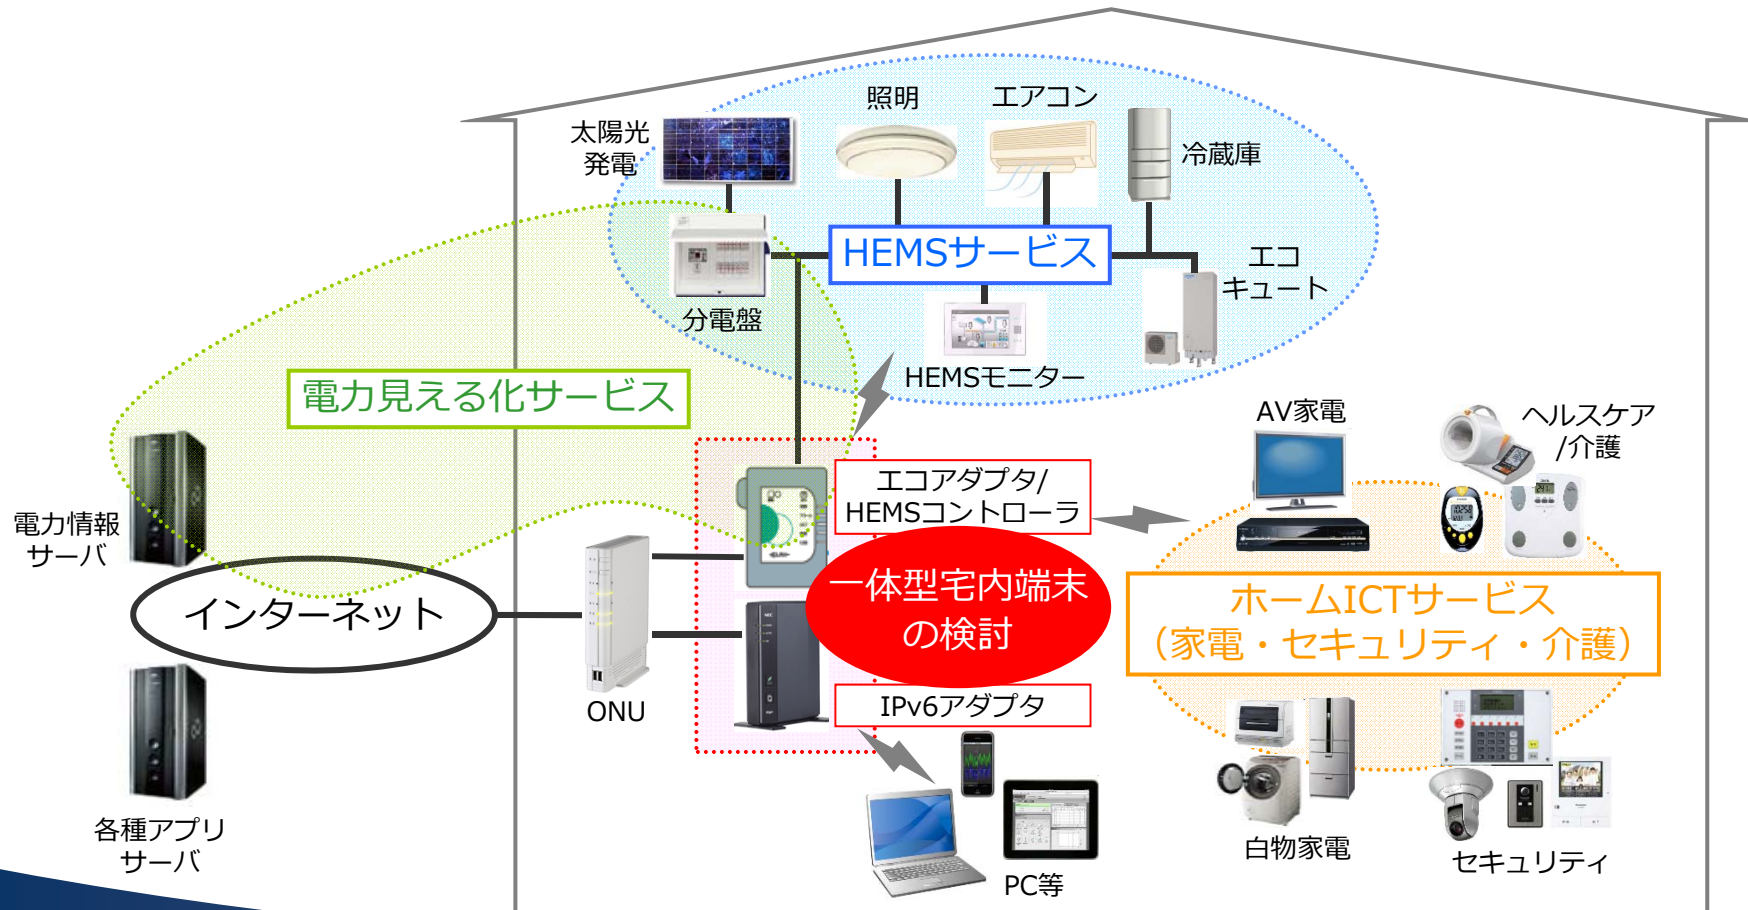 照明
エアコン
太陽光
発電
冷蔵庫
HEMSサービス
エコ
キュート
分電盤
HEMSモニター
電力見える化サービス
AV家電
ヘルスケア
/介護
エコアダプタ/
HEMSコントローラ
電力情報
サーバ
一体型宅内端末
の検討
ホームICTサービス
（家電・セキュリティ・介護）
インターネット
ONU
IPv6アダプタ
各種アプリ
サーバ
PC等
白物家電
セキュリティ